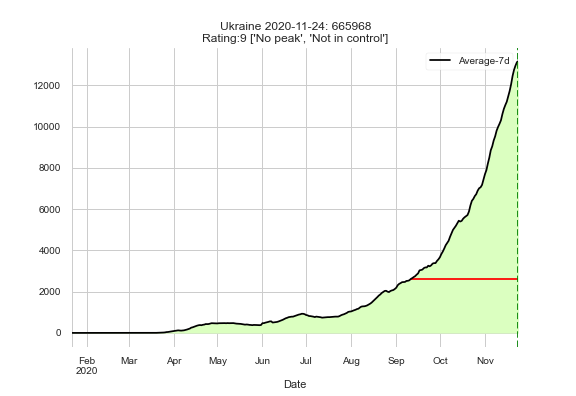 Ukraine 2020-11-24: 665968
Rating:9 ['No peak', 'Not in control']
Average-7d
12000
10000
8000
6000
4000
2000
0
Feb Mar Apr May Jun Jul Aug Sep Oct Nov
2020
Date